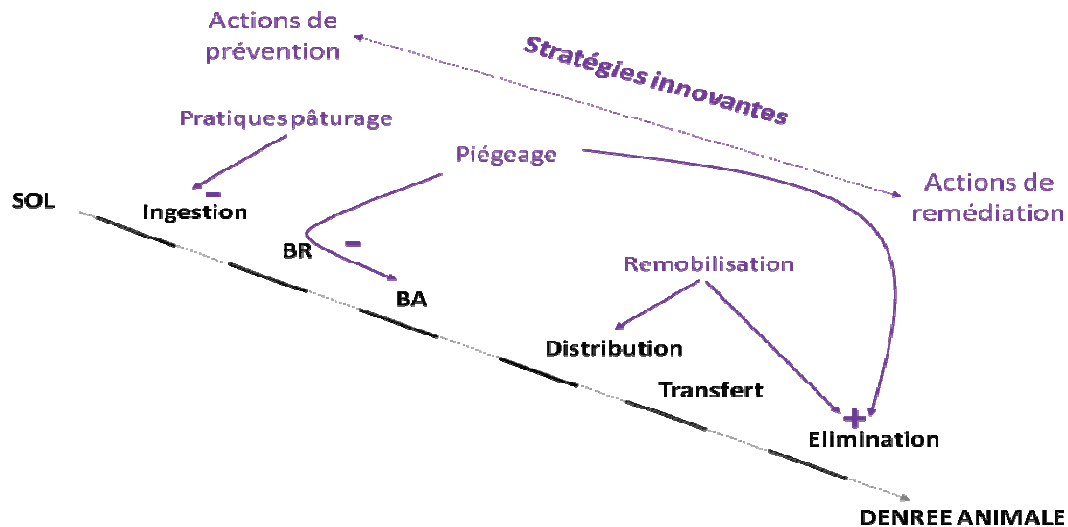 Actions de
prévention
Stratégies innovantes
Pratiques pâturage
Piégeage
Actions de
remédiation
SOL
-
Ingestion
BR
-
BA
Remobilisation
Distribution
Transfert
+
Elimination
DENREE ANIMALE